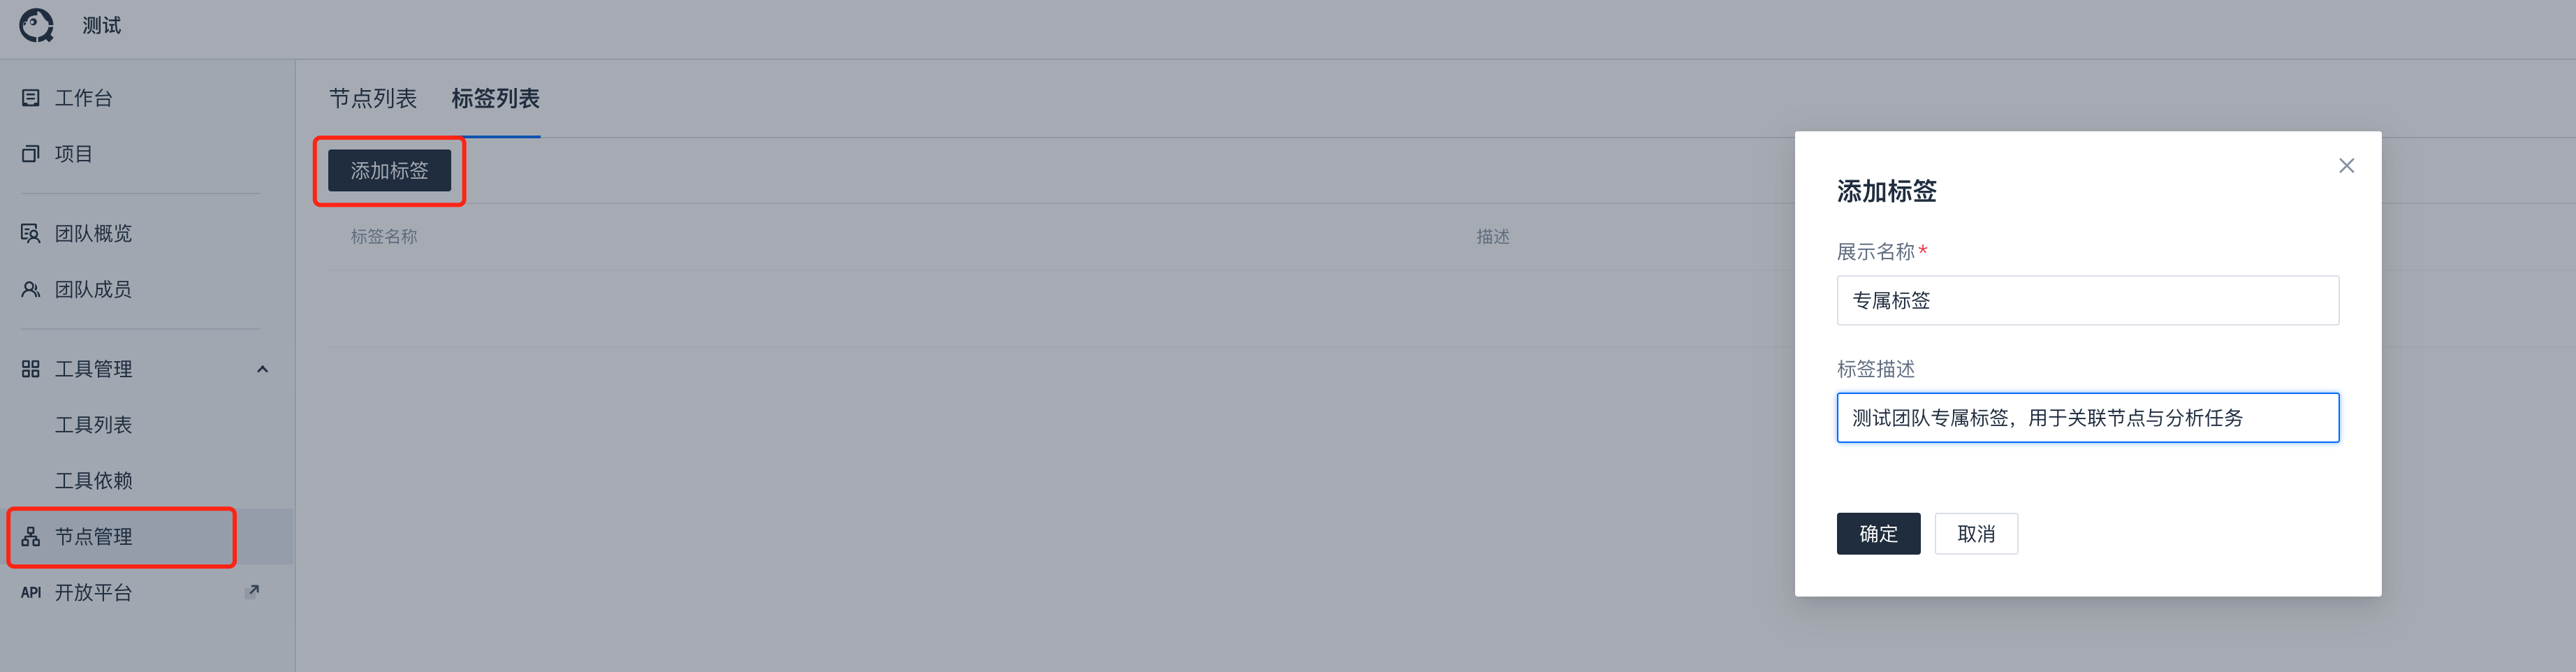 测试
工作台
项目
团队概览
团队成员
工具管理
工具列表
工具依赖
节点管理
API 开放平台
节点列表 标签列表
添加标签
标签名称 描述
添加标签
展示名称*
专属标签
标签描述
测试团队专属标签，用于关联节点与分析任务
确定 取消